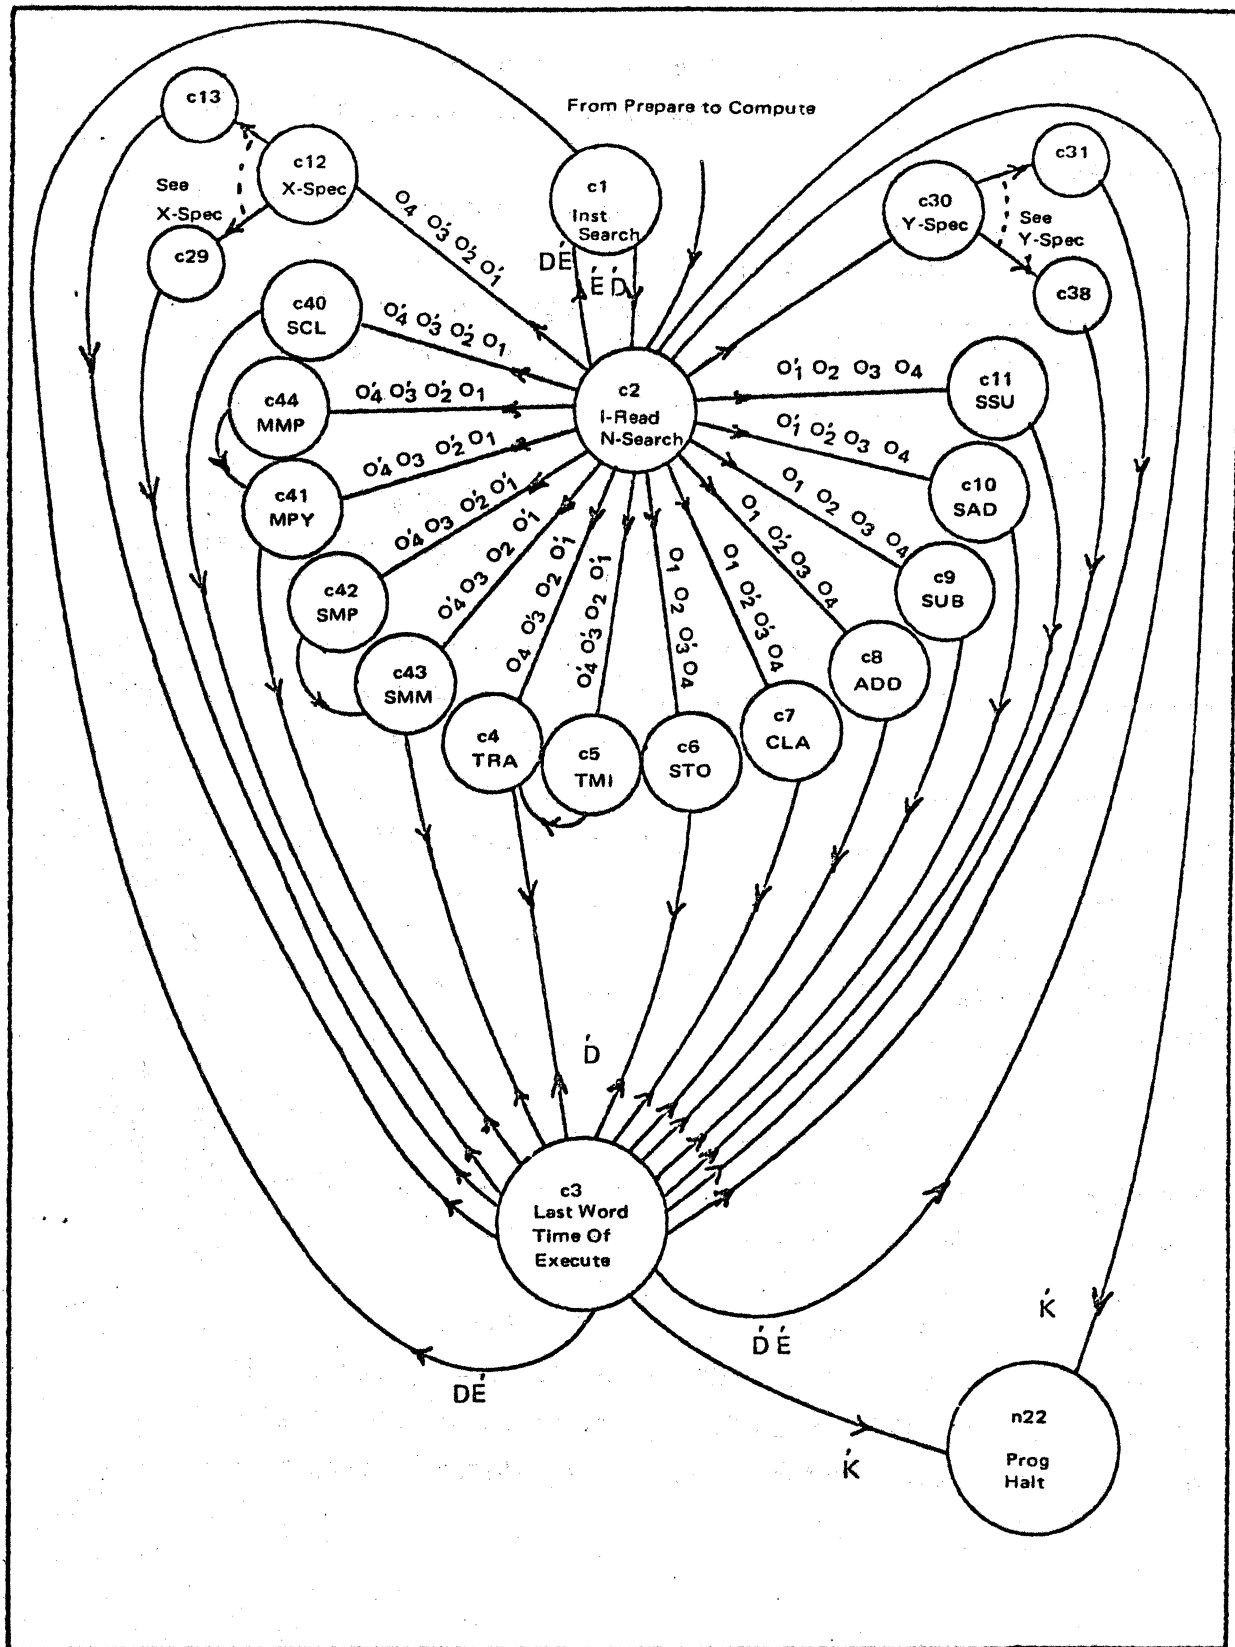 From Prepare to Compute
c13
c12
X-Spec
See
X-Spec
c29
c1
Inst
Search
c31
c30
Y-Spec
See
Y-Spec
c38
O4 O'3 O'2 O'1
DÉ
É D́
c40
SCL
O'4 O'3 O'2 O1
c44
MMP
O'4 O'3 O'2 O1
c41
MPY
O'4 O3 O'2 O1
c42
SMP
O'4 O3 O'2 O'1
c43
SMM
O'4 O3 O2 O'1
c4
TRA
O4 O'3 O2 O'1
c5
TMI
O'4 O'3 O2 O'1
c6
STO
O1 O2 O'3 O4
c7
CLA
O1 O'2 O'3 O4
c8
ADD
O1 O'2 O3 O4
c9
SUB
O1 O2 O3 O4
c10
SAD
O'1 O'2 O3 O4
c11
SSU
O'1 O2 O3 O4
c2
I-Read
N-Search
D́
c3
Last Word
Time Of
Execute
DÉ
D́ É
Ḱ
Ḱ
n22
Prog
Halt